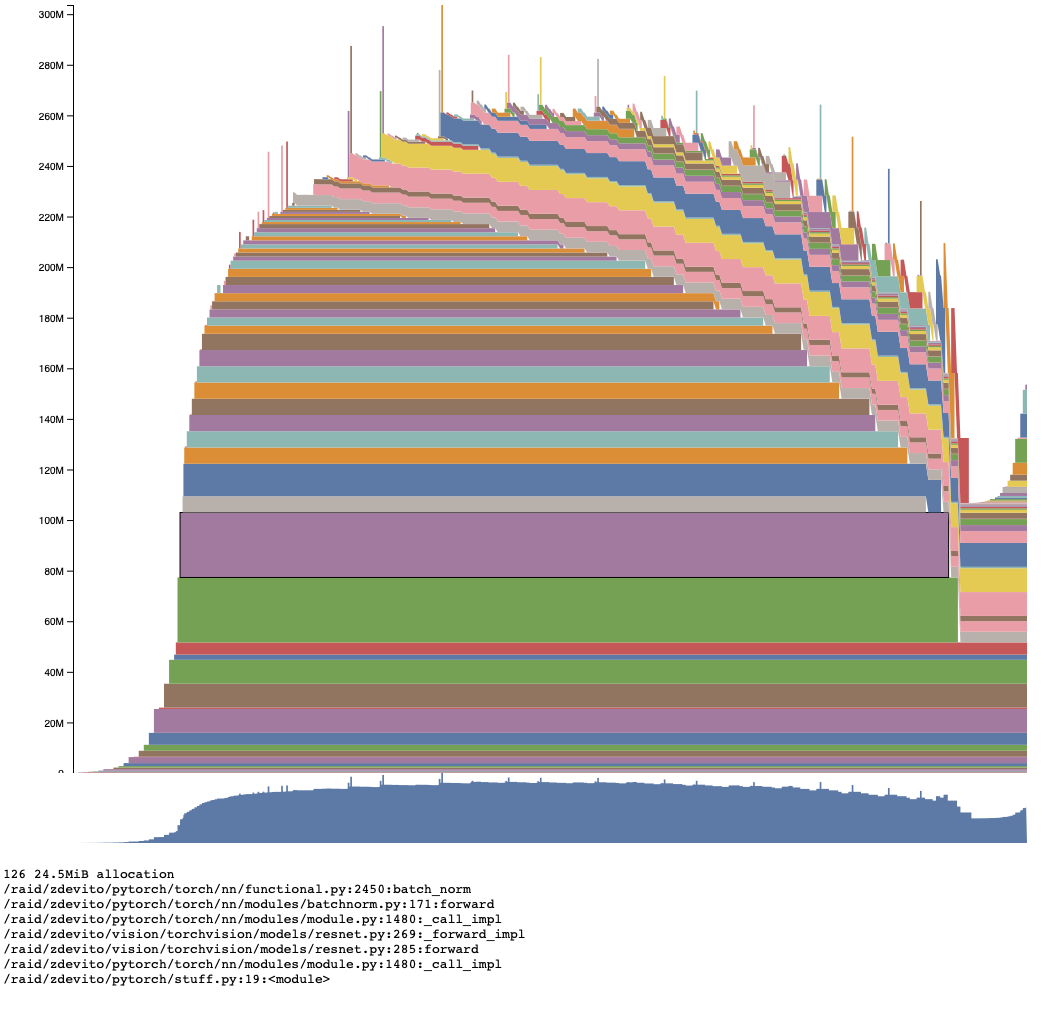 300M
280M
260M
240M
220M
200M
180M
160M
140M
120M
100M
80M
60M
40M
20M
0
126 24.5MiB allocation
/raid/zdevito/pytorch/torch/nn/functional.py:2450:batch_norm
/raid/zdevito/pytorch/torch/nn/modules/batchnorm.py:171:forward
/raid/zdevito/pytorch/torch/nn/modules/module.py:1480:_call_impl
/raid/zdevito/vision/torchvision/models/resnet.py:269:_forward_impl
/raid/zdevito/vision/torchvision/models/resnet.py:285:forward
/raid/zdevito/pytorch/torch/nn/modules/module.py:1480:_call_impl
/raid/zdevito/pytorch/stuff.py:19:<module>